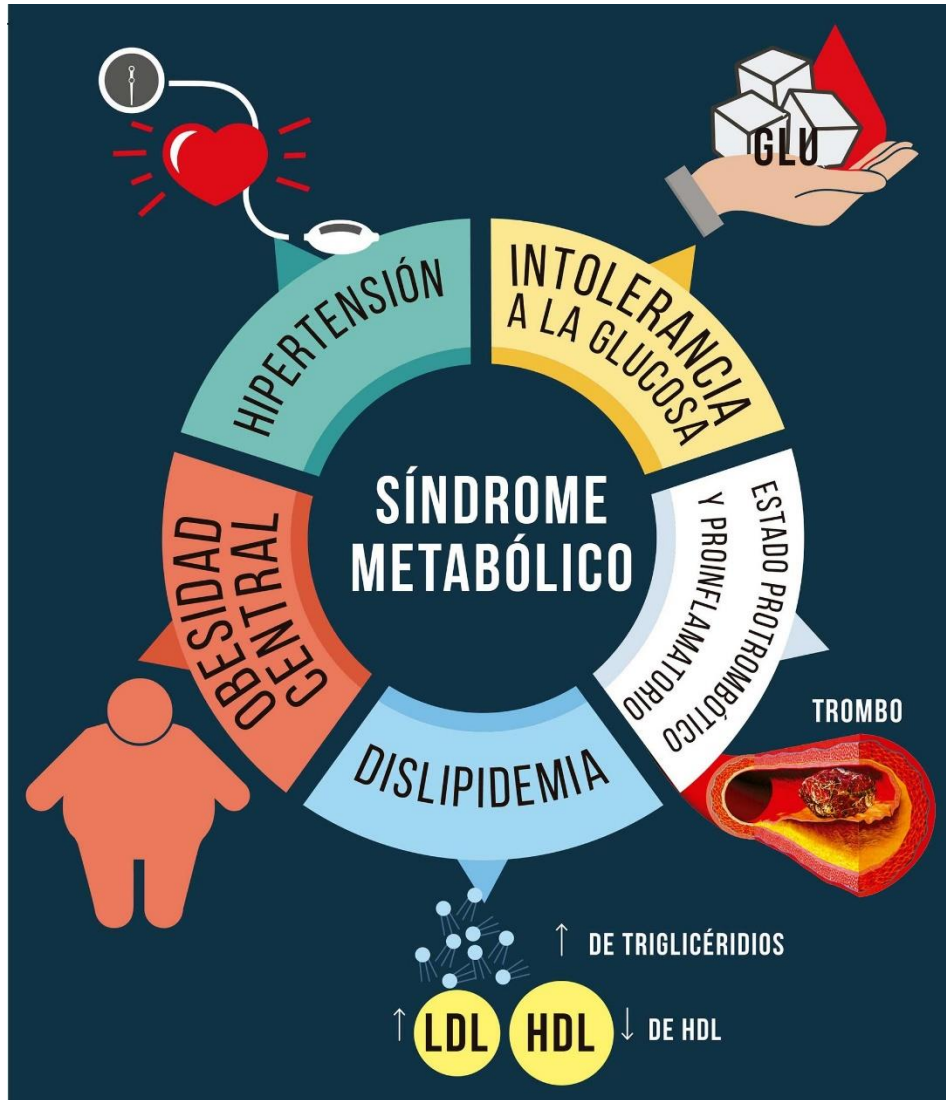 GLU
HIPERTENSIÓN
INTOLERANCIA
A LA GLUCOSA
SÍNDROME
METABÓLICO
OBESIDAD
CENTRAL
ESTADO PROTROMBÓTICO
Y PROINFLAMATORIO
DISLIPIDEMIA
TROMBO
↑ DE TRIGLICÉRIDIOS
↑ LDL HDL ↓ DE HDL